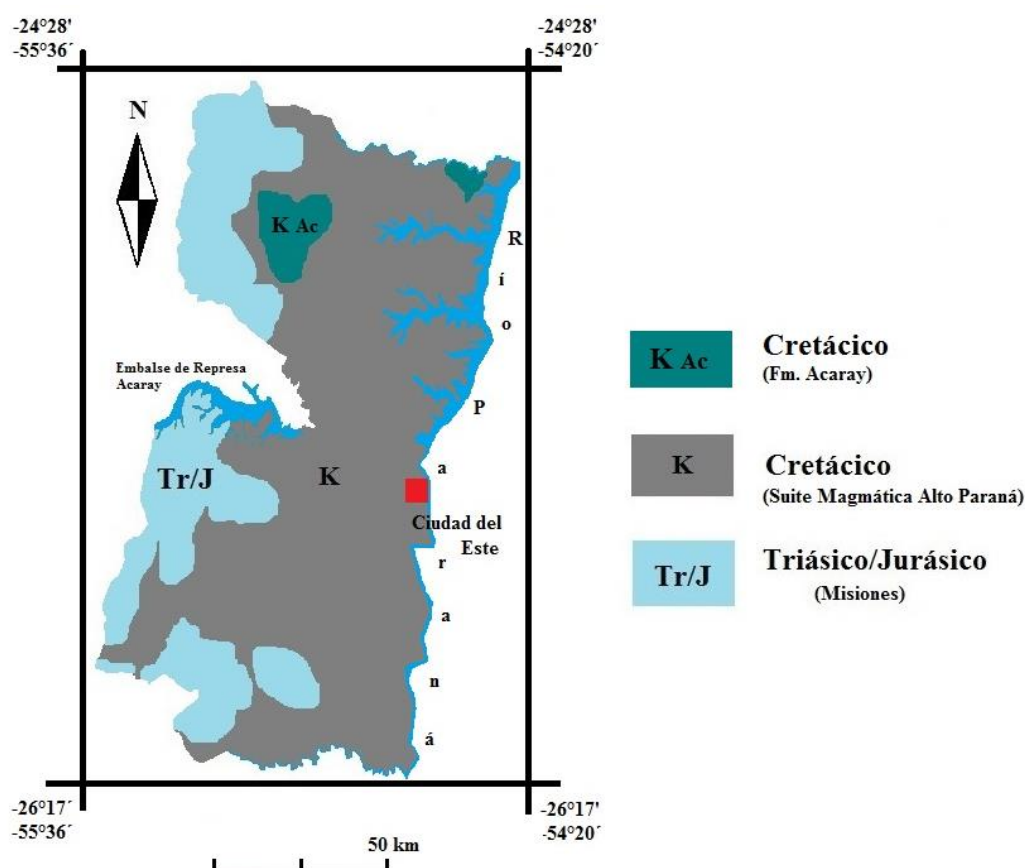 -24°28'
-55°36´
-24°28'
-54°20´
N
K Ac
R
í
o
P
a
r
a
n
á
Embalse de Represa
Acaray
Tr/J
K
Ciudad del
Este
K Ac
Cretácico
(Fm. Acaray)
K
Cretácico
(Suite Magmática Alto Paraná)
Tr/J
Triásico/Jurásico
(Misiones)
-26°17´
-55°36´
-26°17'
-54°20´
50 km